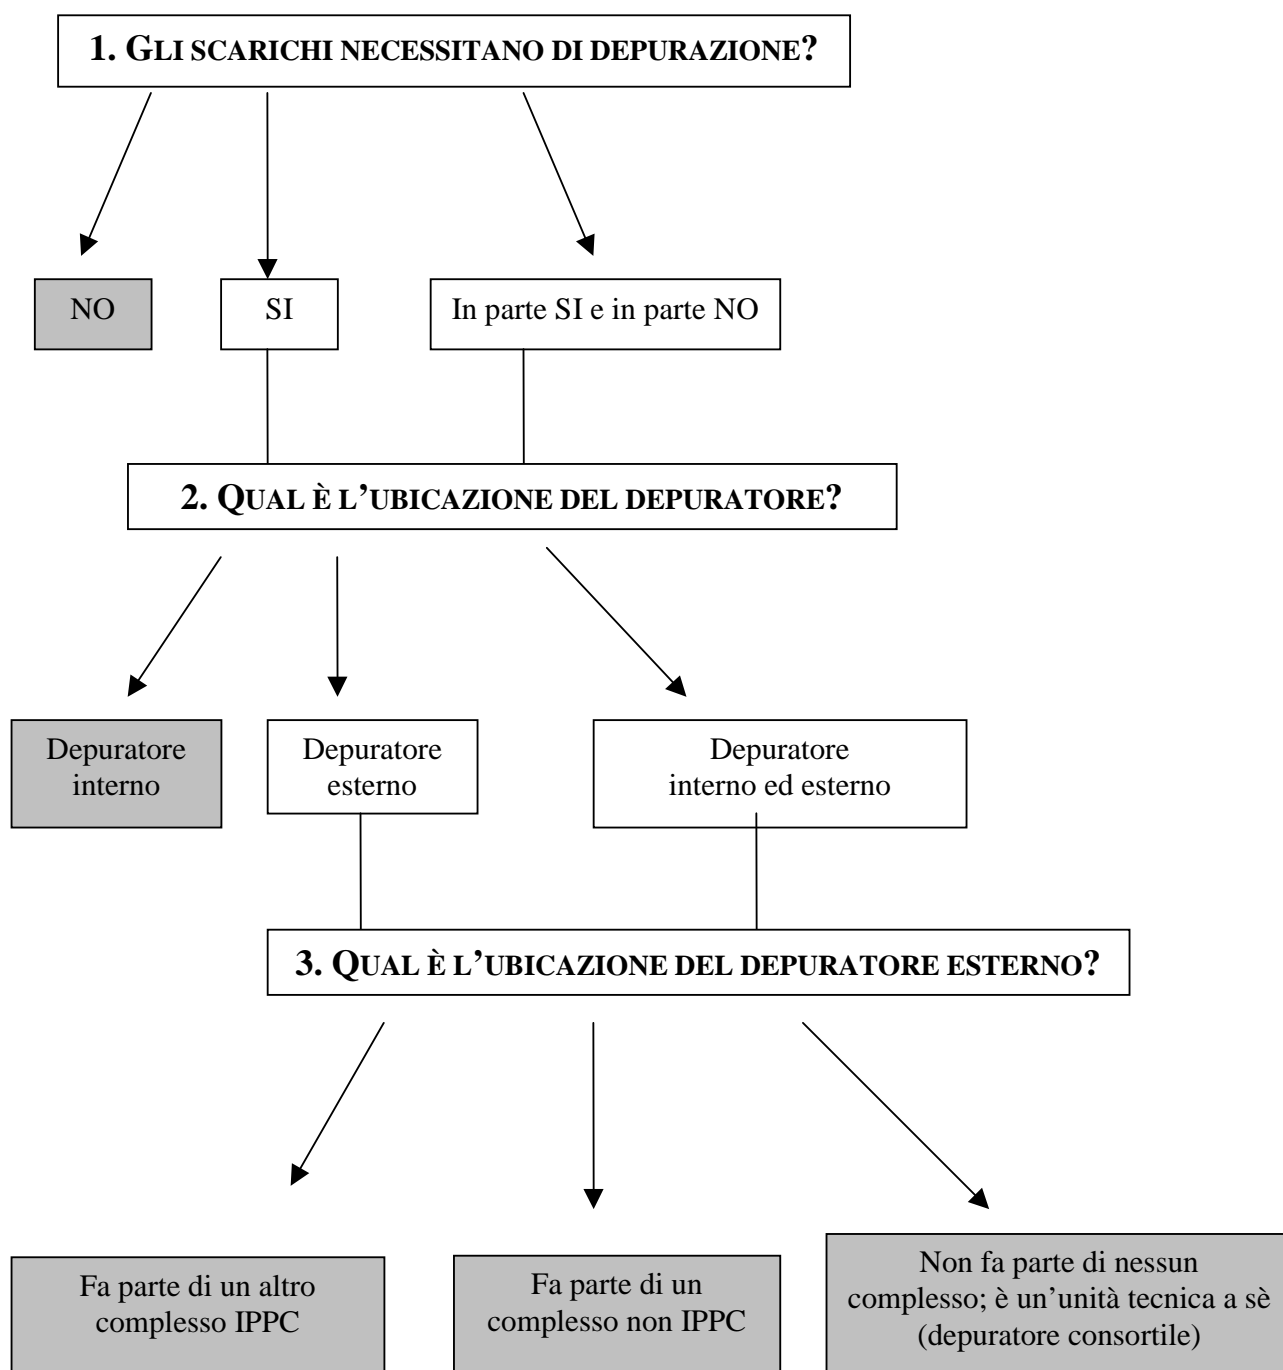 1. GLI SCARICHI NECESSITANO DI DEPURAZIONE?
NO
SI
In parte SI e in parte NO
2. QUAL È L’UBICAZIONE DEL DEPURATORE?
Depuratore
interno
Depuratore
esterno
Depuratore
interno ed esterno
3. QUAL È L’UBICAZIONE DEL DEPURATORE ESTERNO?
Fa parte di un altro
complesso IPPC
Fa parte di un
complesso non IPPC
Non fa parte di nessun
complesso; è un’unità tecnica a sè
(depuratore consortile)